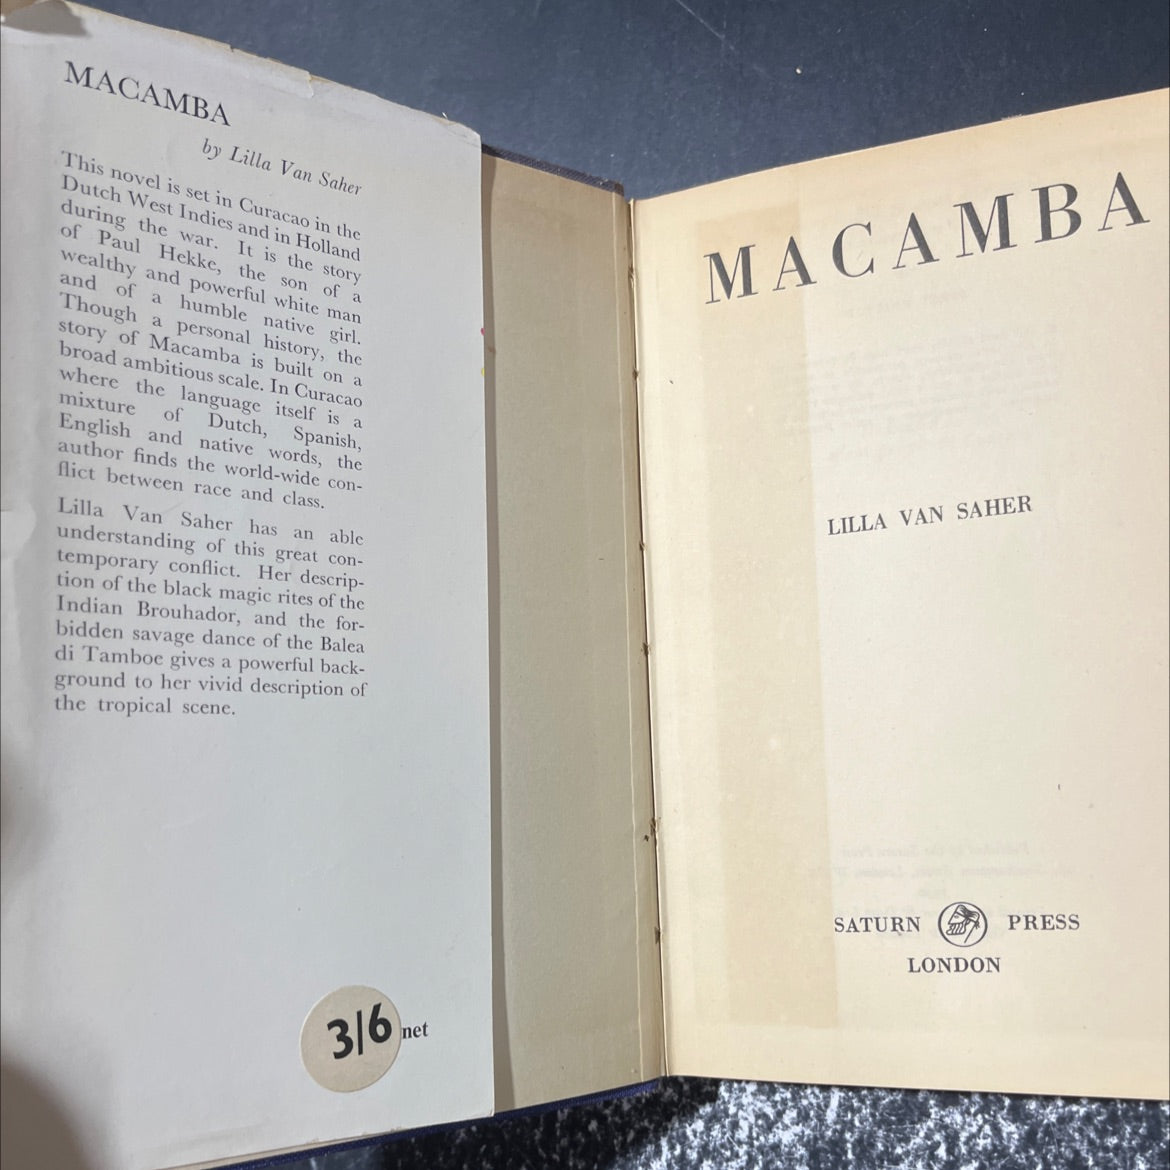 MACAMBA
by Lilla Van Saher
This novel is set in Curacao in the
Dutch West Indies and in Holland
during the war. It is the story
of Paul Hekke, the son of a
wealthy and powerful white man
and of a humble native girl.
Though a personal history, the
story of Macamba is built on a
broad ambitious scale. In Curacao
where the language itself is a
mixture of Dutch, Spanish,
English and native words, the
author finds the world-wide con-
flict between race and class.
Lilla Van Saher has an able
understanding of this great con-
temporary conflict. Her descrip-
tion of the black magic rites of the
Indian Brouhador, and the for-
bidden savage dance of the Balea
di Tamboe gives a powerful back-
ground to her vivid description of
the tropical scene.
3/6 net
MACAMBA
LILLA VAN SAHER
SATURN PRESS
LONDON